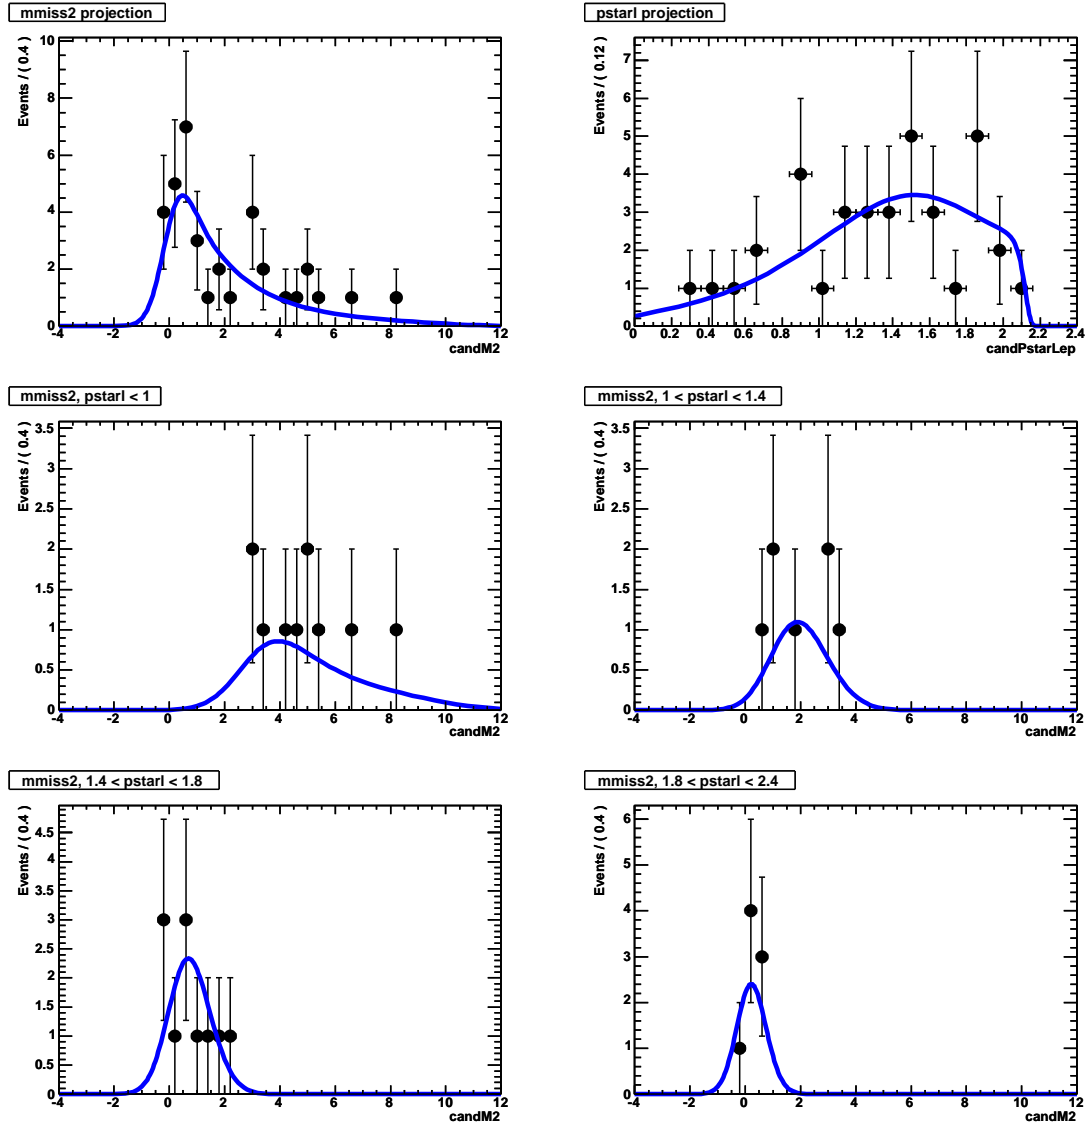 mmiss2 projection
Events / ( 0.4 )
10
8
6
4
2
0
-4 -2 0 2 4 6 8 10 12
candM2
pstarl projection
Events / ( 0.12 )
7
6
5
4
3
2
1
0
0 0.2 0.4 0.6 0.8 1 1.2 1.4 1.6 1.8 2 2.2 2.4
candPstarLep
mmiss2, pstarl < 1
Events / ( 0.4 )
3.5
3
2.5
2
1.5
1
0.5
0
-4 -2 0 2 4 6 8 10 12
candM2
mmiss2, 1 < pstarl < 1.4
Events / ( 0.4 )
3.5
3
2.5
2
1.5
1
0.5
0
-4 -2 0 2 4 6 8 10 12
candM2
mmiss2, 1.4 < pstarl < 1.8
Events / ( 0.4 )
4.5
4
3.5
3
2.5
2
1.5
1
0.5
0
-4 -2 0 2 4 6 8 10 12
candM2
mmiss2, 1.8 < pstarl < 2.4
Events / ( 0.4 )
6
5
4
3
2
1
0
-4 -2 0 2 4 6 8 10 12
candM2